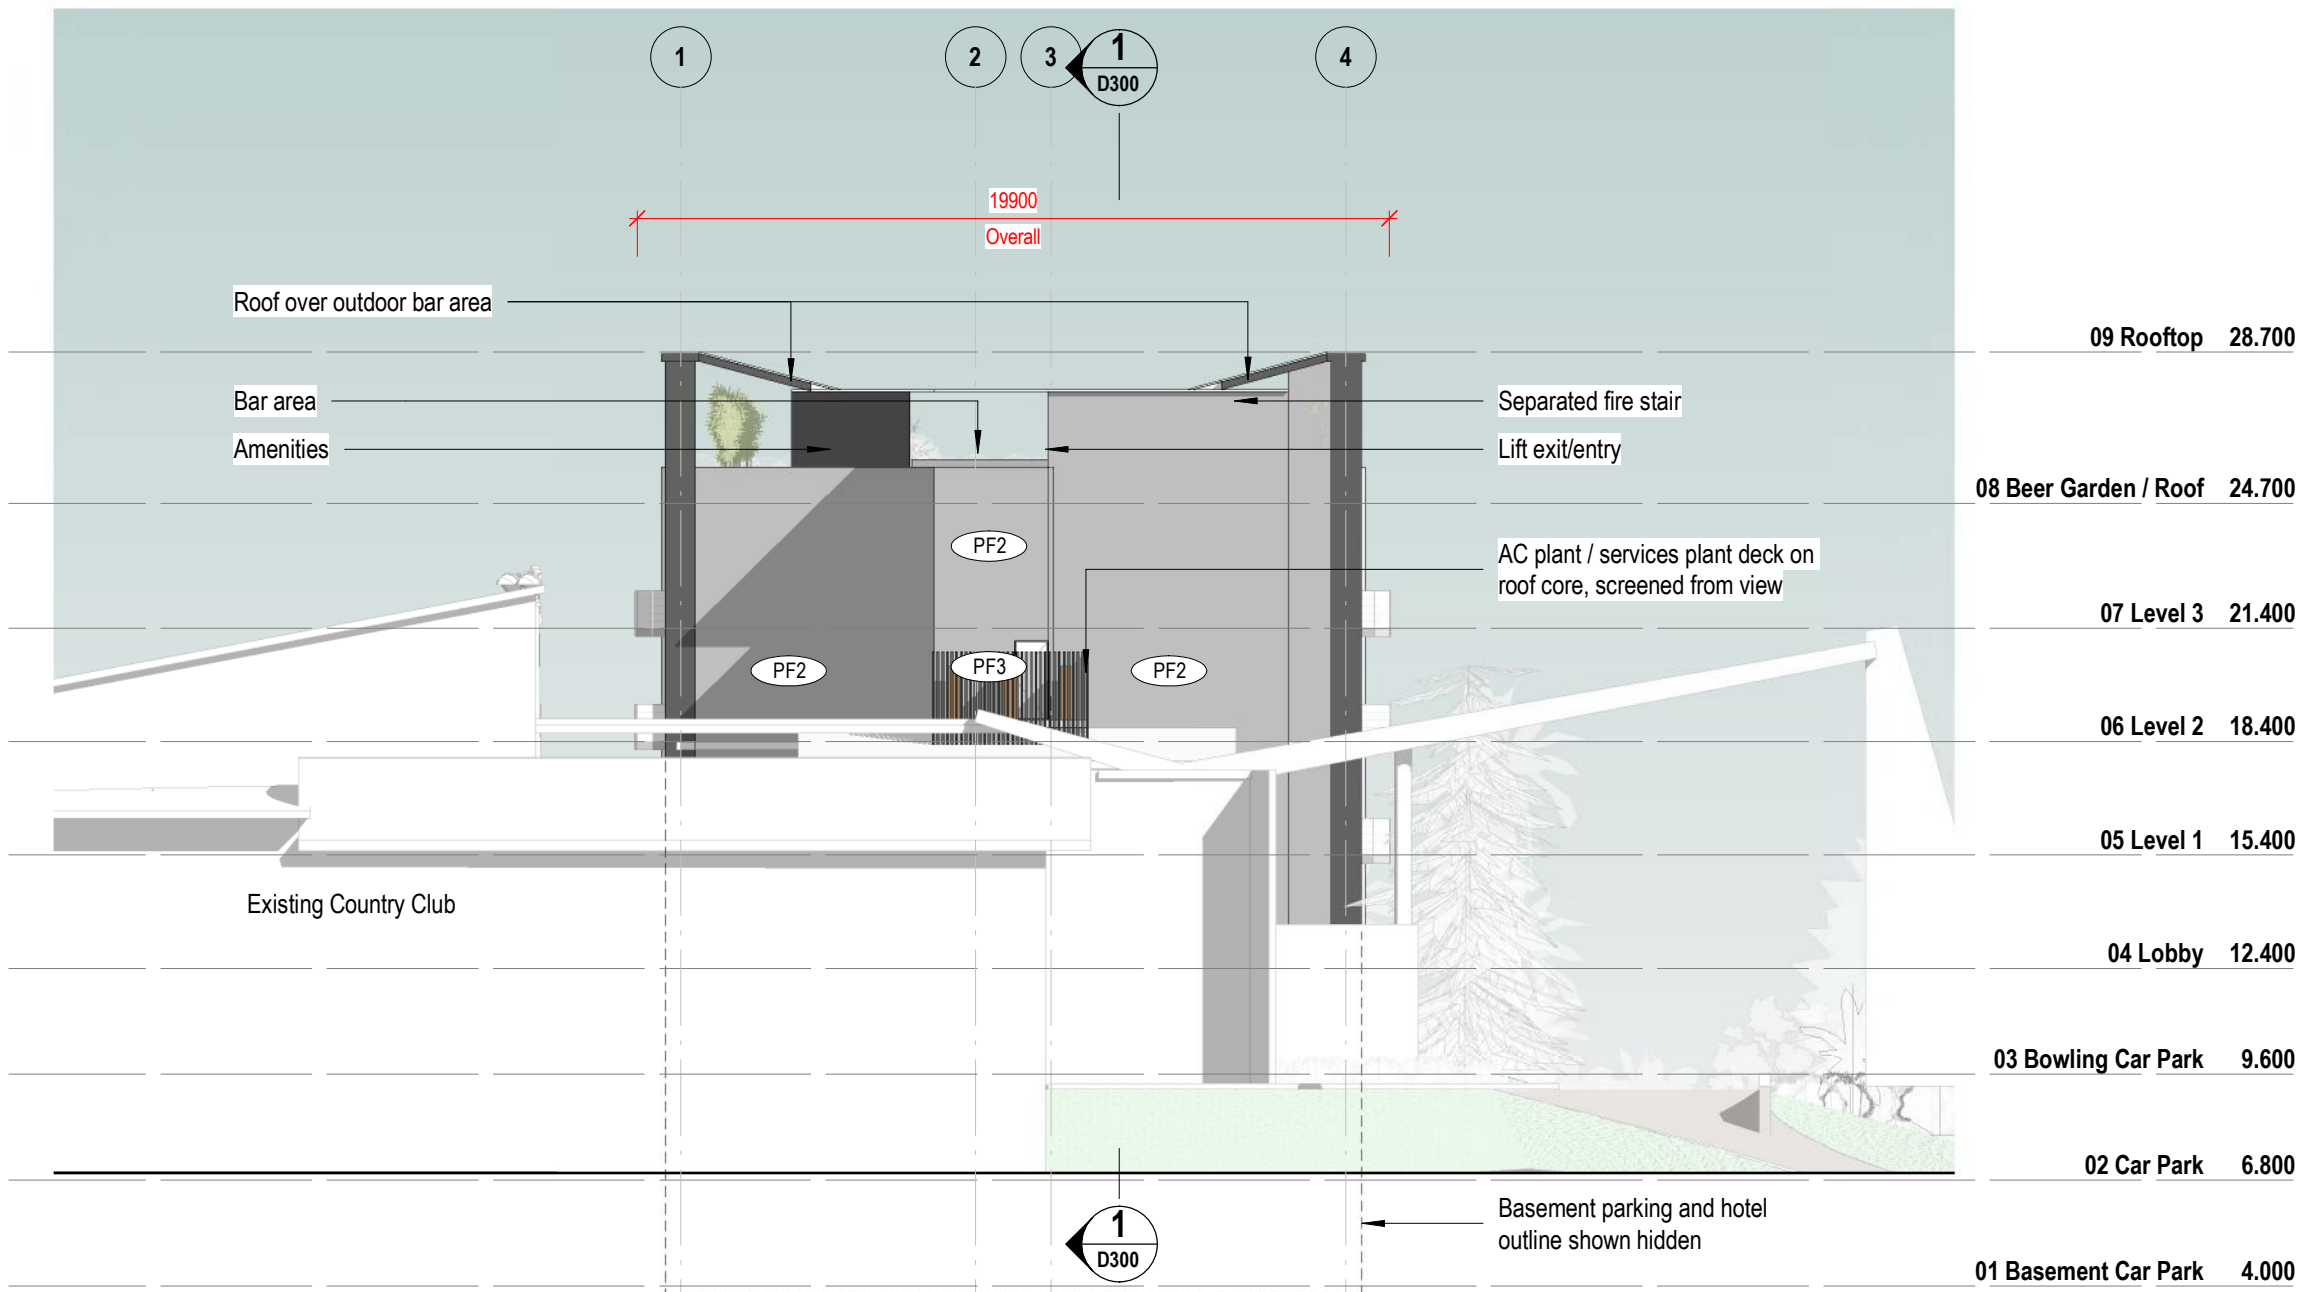 1
2
3
1
D300
4
19900
Overall
Roof over outdoor bar area
09 Rooftop 28.700
Bar area
Separated fire stair
Amenities
Lift exit/entry
08 Beer Garden / Roof 24.700
PF2
AC plant / services plant deck on
roof core, screened from view
07 Level 3 21.400
PF2
PF3
PF2
06 Level 2 18.400
05 Level 1 15.400
Existing Country Club
04 Lobby 12.400
03 Bowling Car Park 9.600
02 Car Park 6.800
Basement parking and hotel
outline shown hidden
1
D300
01 Basement Car Park 4.000